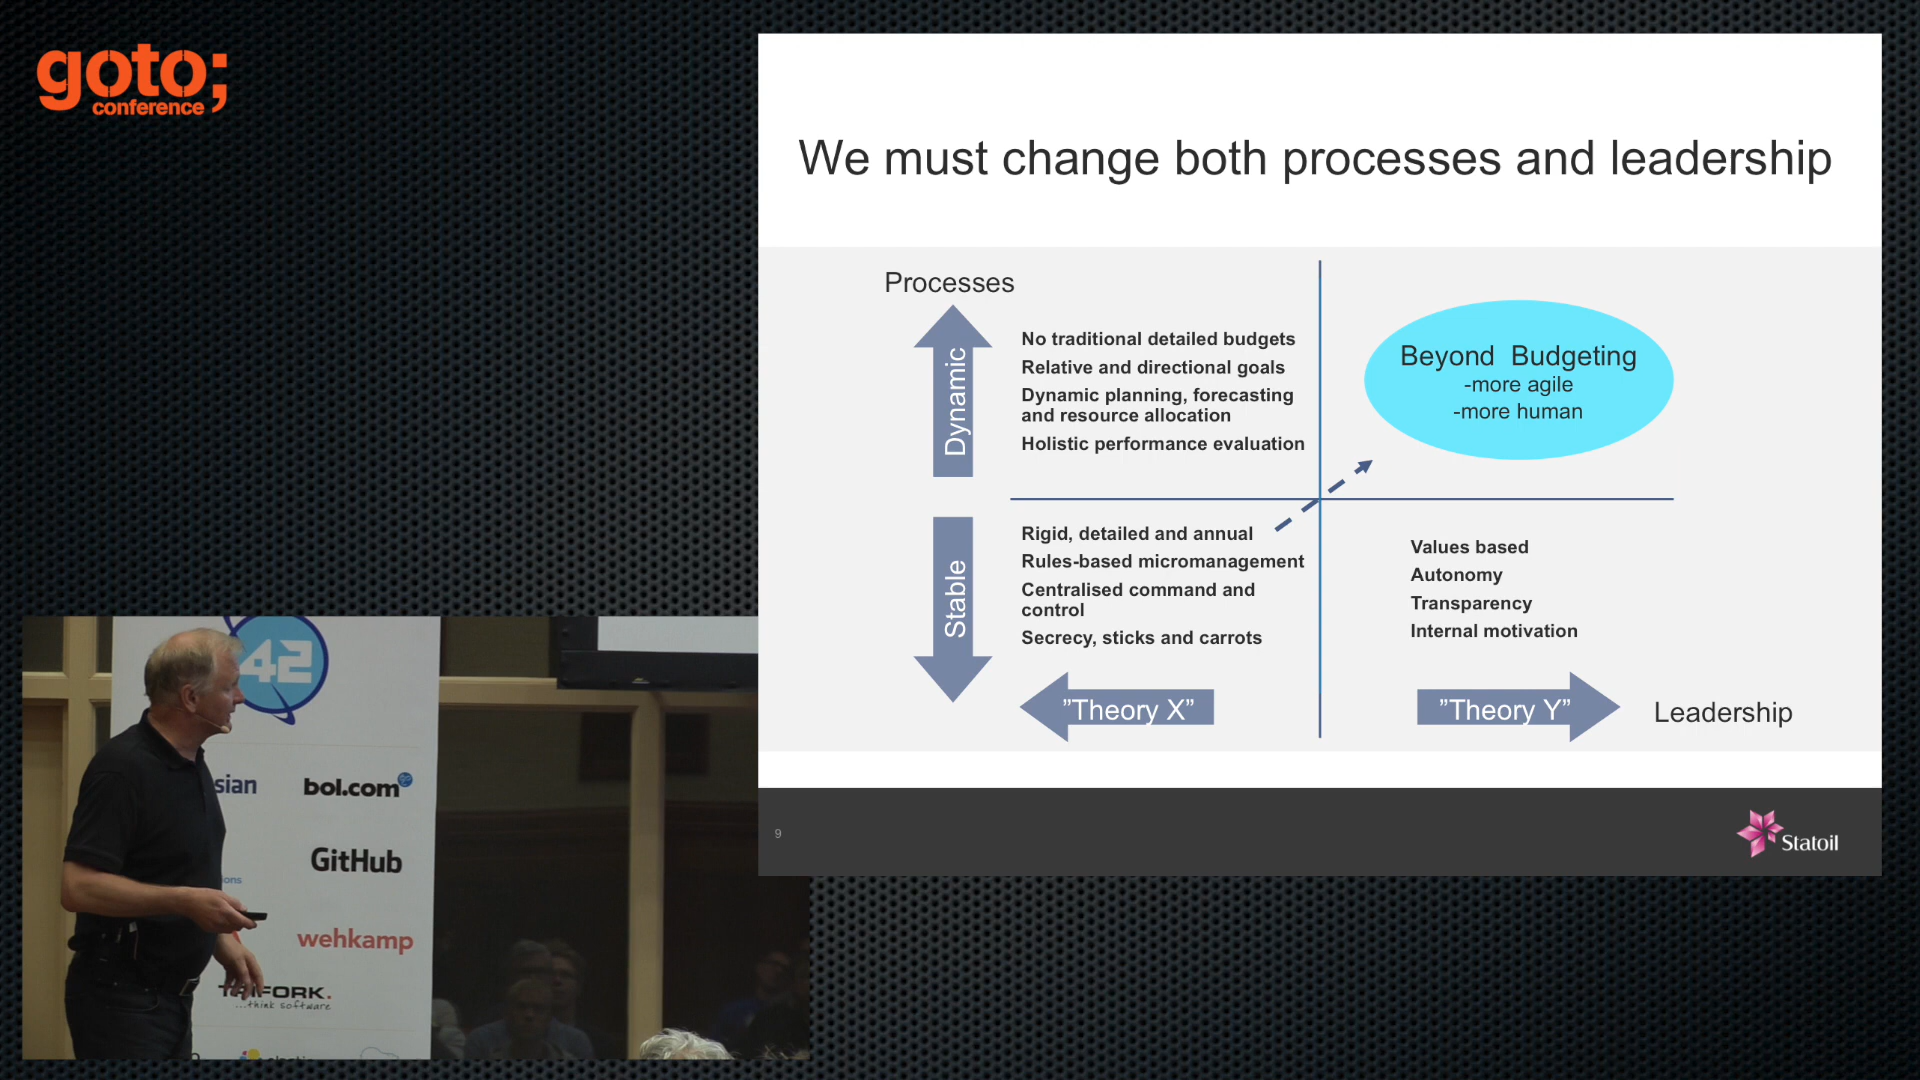 goto;
conference
We must change both processes and leadership
Processes
Dynamic
No traditional detailed budgets
Relative and directional goals
Dynamic planning, forecasting
and resource allocation
Holistic performance evaluation
Beyond Budgeting
-more agile
-more human
Stable
Rigid, detailed and annual
Rules-based micromanagement
Centralised command and
control
Secrecy, sticks and carrots
Values based
Autonomy
Transparency
Internal motivation
"Theory X"
"Theory Y"
Leadership
9
Statoil
42
sian
bol.com
GitHub
ions
wehkamp
TRIFORK.
...think software